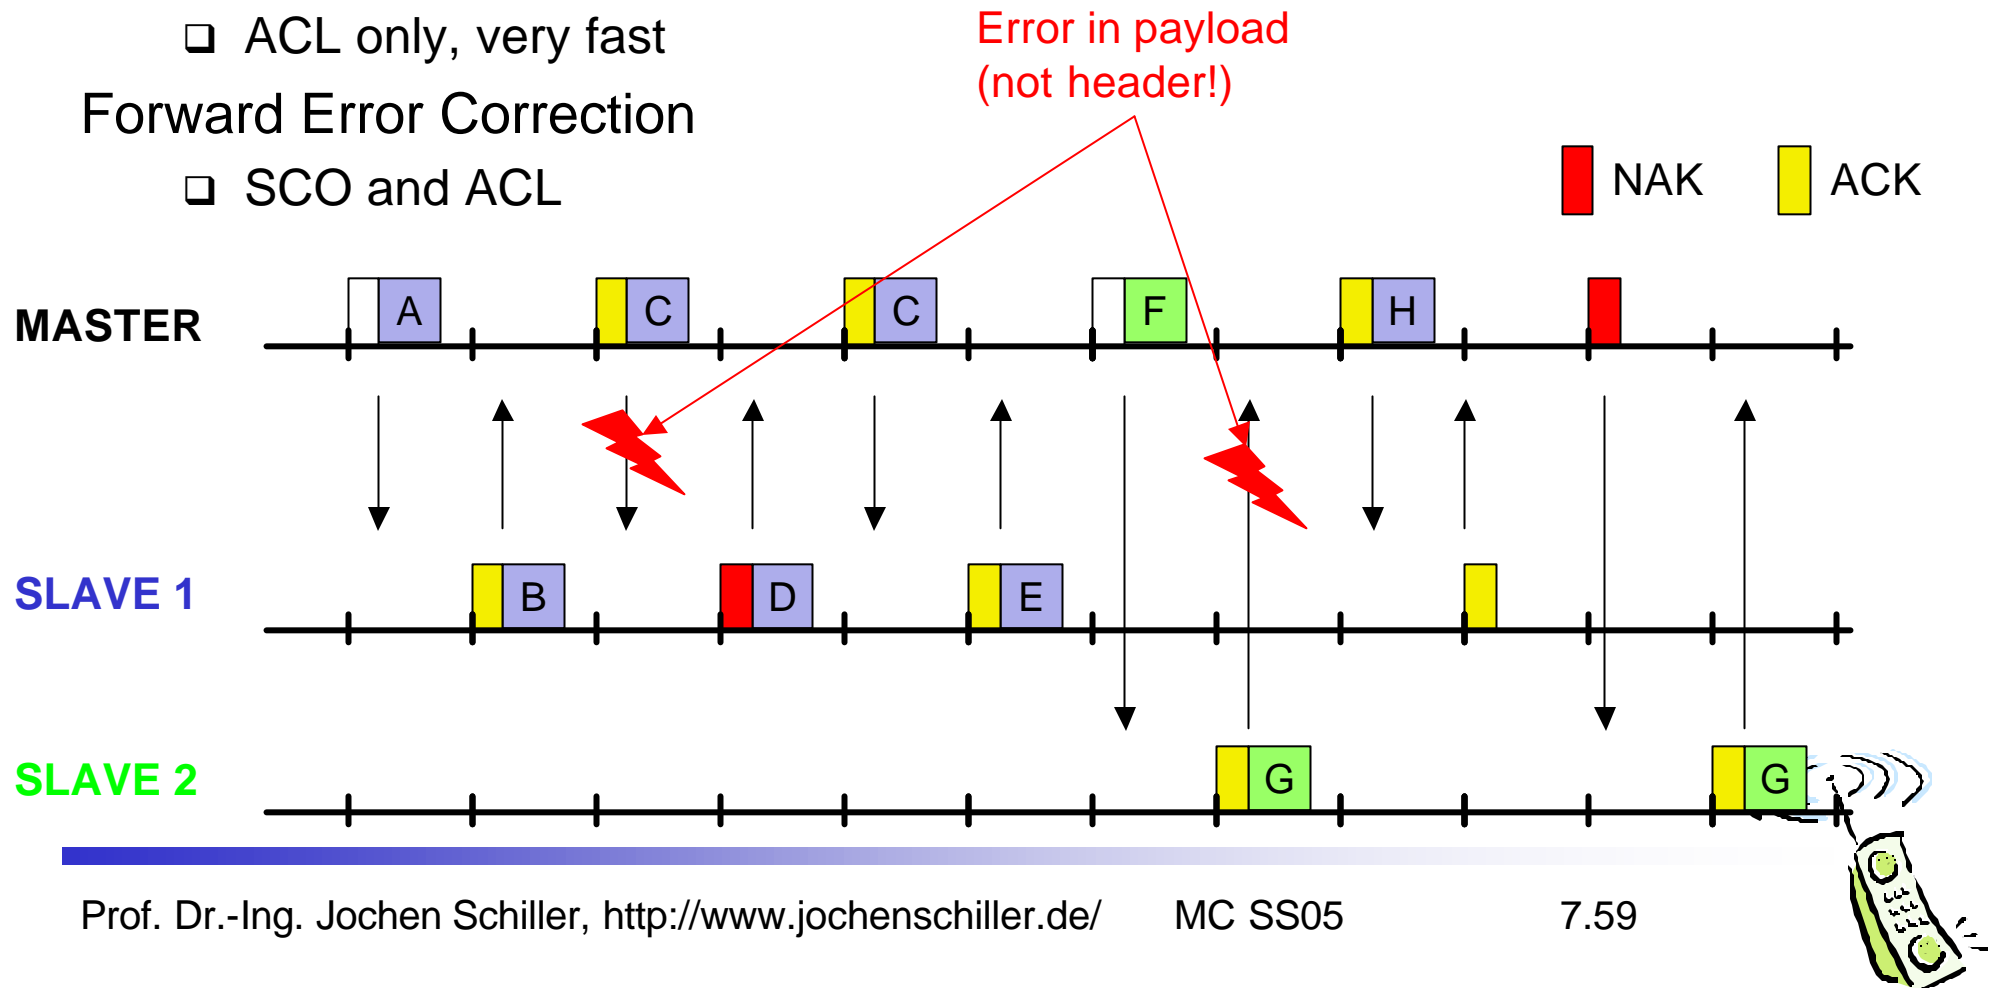 ❑ ACL only, very fast
Forward Error Correction
❑ SCO and ACL
Error in payload
(not header!)
NAK
ACK
MASTER
A
C
C
F
H
SLAVE 1
B
D
E
SLAVE 2
G
G
Prof. Dr.-Ing. Jochen Schiller, http://www.jochenschiller.de/ MC SS05 7.59